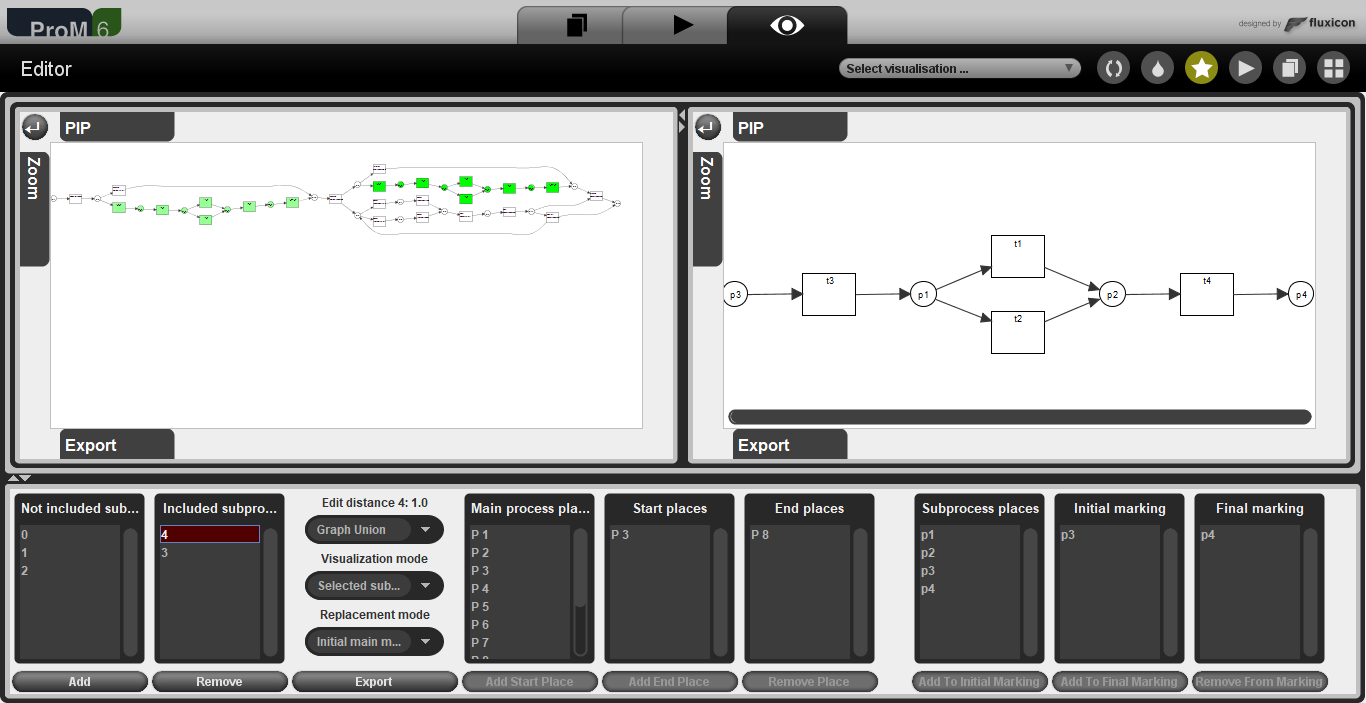 ProM 6
designed by fluxicon
Editor
Select visualisation ...
PIP
Zoom
Export
PIP
Zoom
t1
t3
t4
p3
p1
p2
p4
t2
Export
Not included sub...
0
1
2
Add
Included subpro...
4
3
Remove
Edit distance 4: 1.0
Graph Union
Visualization mode
Selected sub...
Replacement mode
Initial main m...
Export
Main process pla...
P 1
P 2
P 3
P 4
P 5
P 6
P 7
Add Start Place
Start places
P 3
Add End Place
End places
P 8
Remove Place
Subprocess places
p1
p2
p3
p4
Add To Initial Marking
Initial marking
p3
Add To Final Marking
Final marking
p4
Remove From Marking